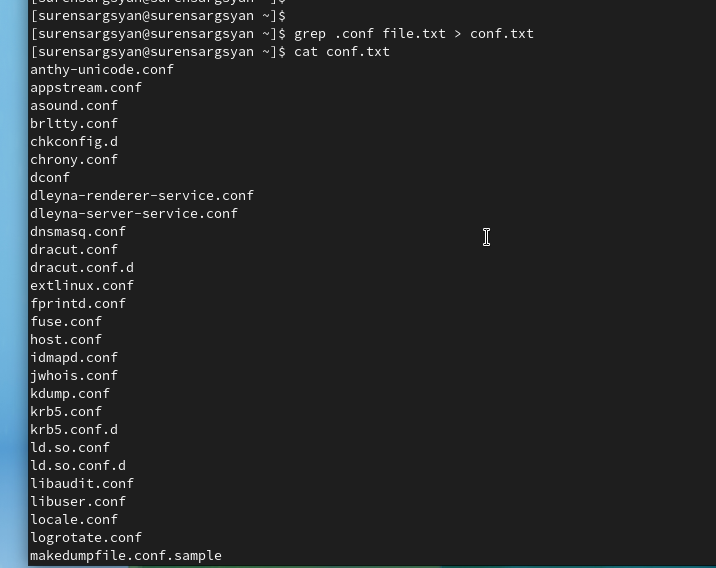 [surensargsyan@surensargsyan ~]$
[surensargsyan@surensargsyan ~]$
[surensargsyan@surensargsyan ~]$ grep .conf file.txt > conf.txt
[surensargsyan@surensargsyan ~]$ cat conf.txt
anthy-unicode.conf
appstream.conf
asound.conf
brltty.conf
chkconfig.d
chrony.conf
dconf
dleyna-renderer-service.conf
dleyna-server-service.conf
dnsmasq.conf
dracut.conf
dracut.conf.d
extlinux.conf
fprintd.conf
fuse.conf
host.conf
idmapd.conf
jwhois.conf
kdump.conf
krb5.conf
krb5.conf.d
ld.so.conf
ld.so.conf.d
libaudit.conf
libuser.conf
locale.conf
logrotate.conf
makedumpfile.conf.sample